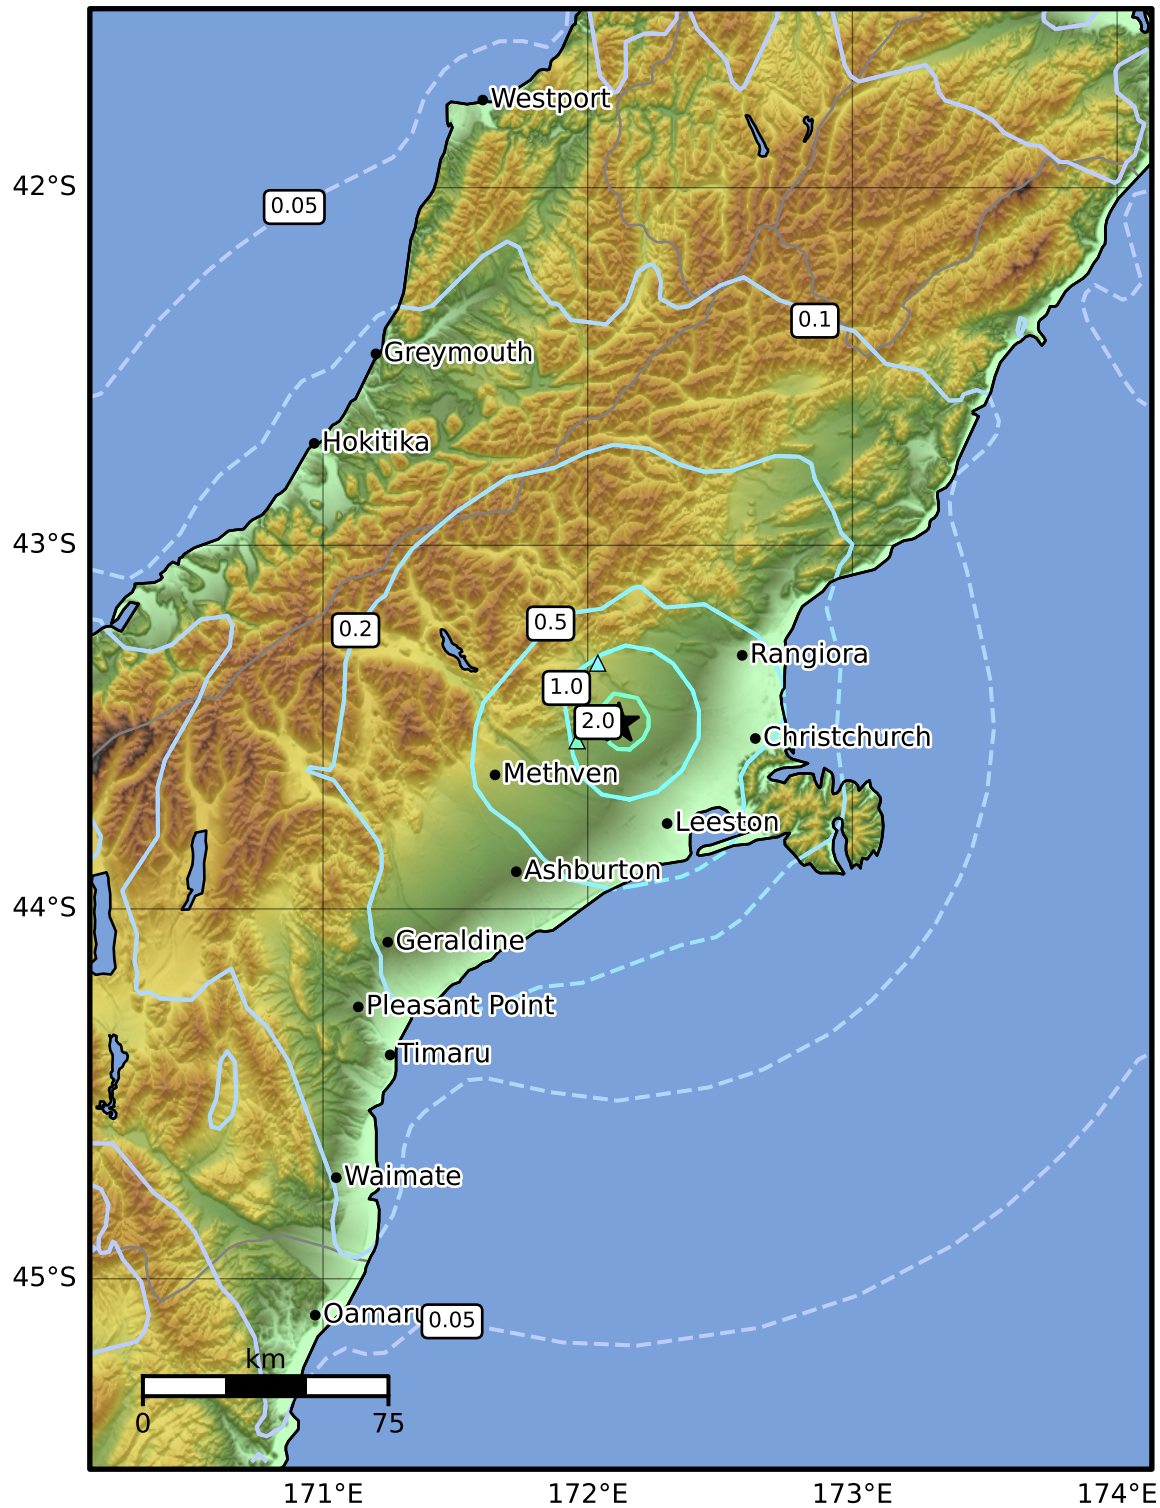 Westport
42°S
0.05
0.1
Greymouth
Hokitika
43°S
0.5
0.2
Rangiora
1.0
2.0
Christchurch
Methven
Leeston
Ashburton
44°S
Geraldine
Pleasant Point
Timaru
Waimate
45°S
Oamaru
0.05
km
0 75
171°E 172°E 173°E 174°E